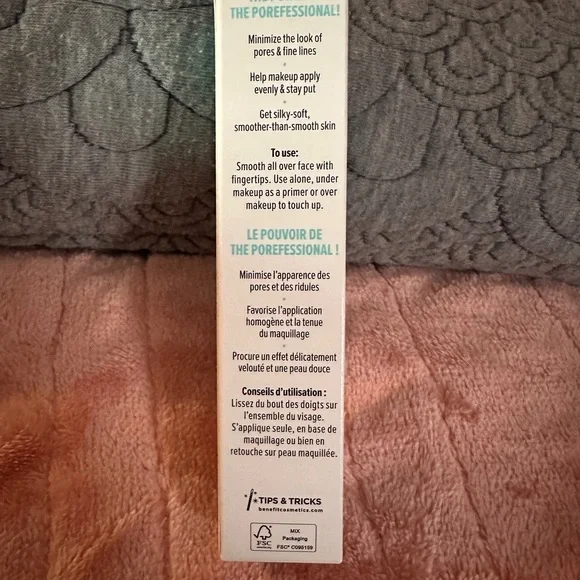 THE POREFESSIONAL!
Minimize the look of
pores & fine lines
Help makeup apply
evenly & stay put
Get silky-soft,
smoother-than-smooth skin
To use:
Smooth all over face with
fingertips. Use alone, under
makeup as a primer or over
makeup to touch up.
LE POUVOIR DE
THE POREFESSIONAL !
Minimise l'apparence des
pores et des ridules
Favorise l'application
homogène et la tenue
du maquillage
Procure un effet délicatement
velouté et une peau douce
Conseils d'utilisation :
Lissez du bout des doigts sur
l'ensemble du visage.
S'applique seule, en base de
maquillage ou bien en
retouche sur peau maquillée.
TIPS & TRICKS
benefitcosmetics.com
FSC
MIX
Packaging
FSC® C095159